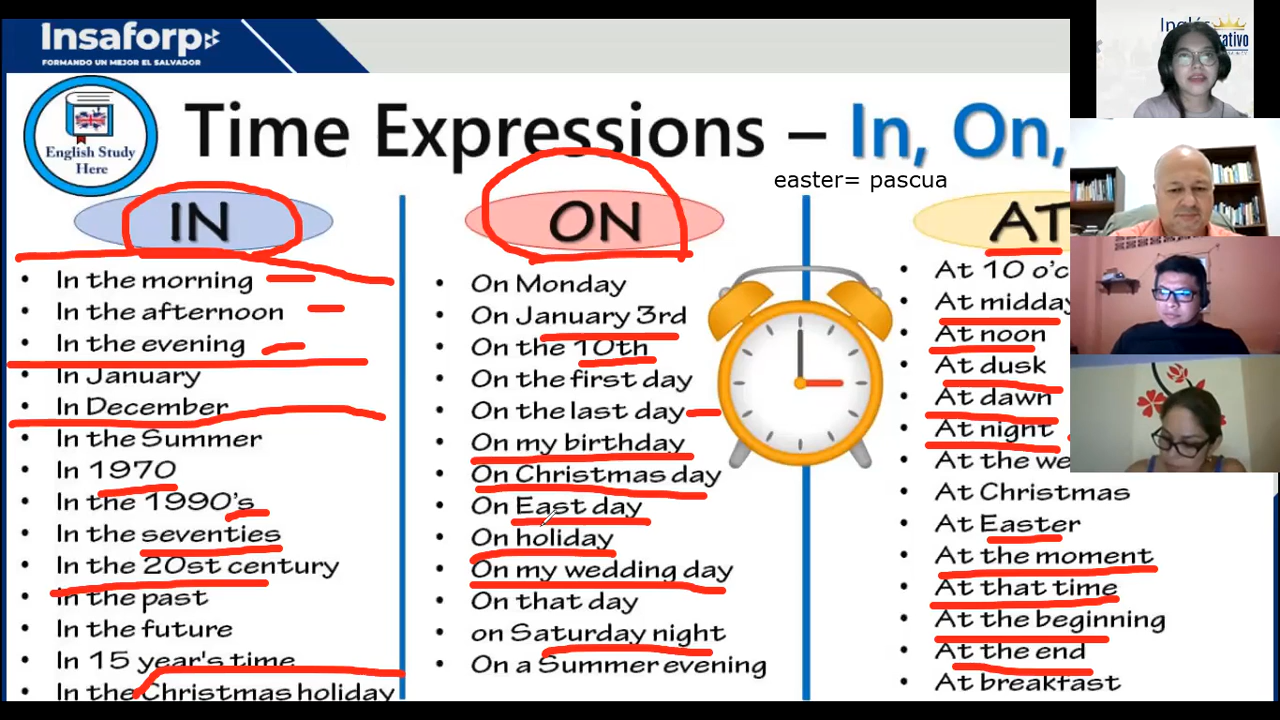 Insaforp
FORMANDO UN MEJOR EL SALVADOR
English Study
Here
Time Expressions – In, On,
easter= pascua
IN
• In the morning
• In the afternoon
• In the evening
• In January
• In December
• In the Summer
• In 1970
• In the 1990's
• In the seventies
• In the 20st century
• In the past
• In the future
• In 15 year's time
• In the Christmas holiday
ON
• On Monday
• On January 3rd
• On the 10th
• On the first day
• On the last day
• On my birthday
• On Christmas day
• On East day
• On holiday
• On my wedding day
• On that day
• on Saturday night
• On a Summer evening
AT
• At 10 o'c
• At midday
• At noon
• At dusk
• At dawn
• At night
• At the we
• At Christmas
• At Easter
• At the moment
• At that time
• At the beginning
• At the end
• At breakfast
Inglés